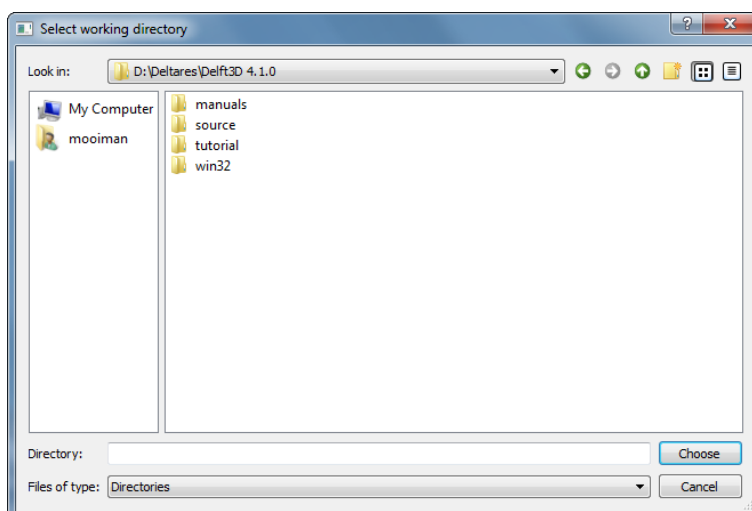 Select working directory
Look in: D:\Deltares\Delft3D 4.1.0
My Computer
mooiman
manuals
source
tutorial
win32
Directory: Choose
Files of type: Directories Cancel